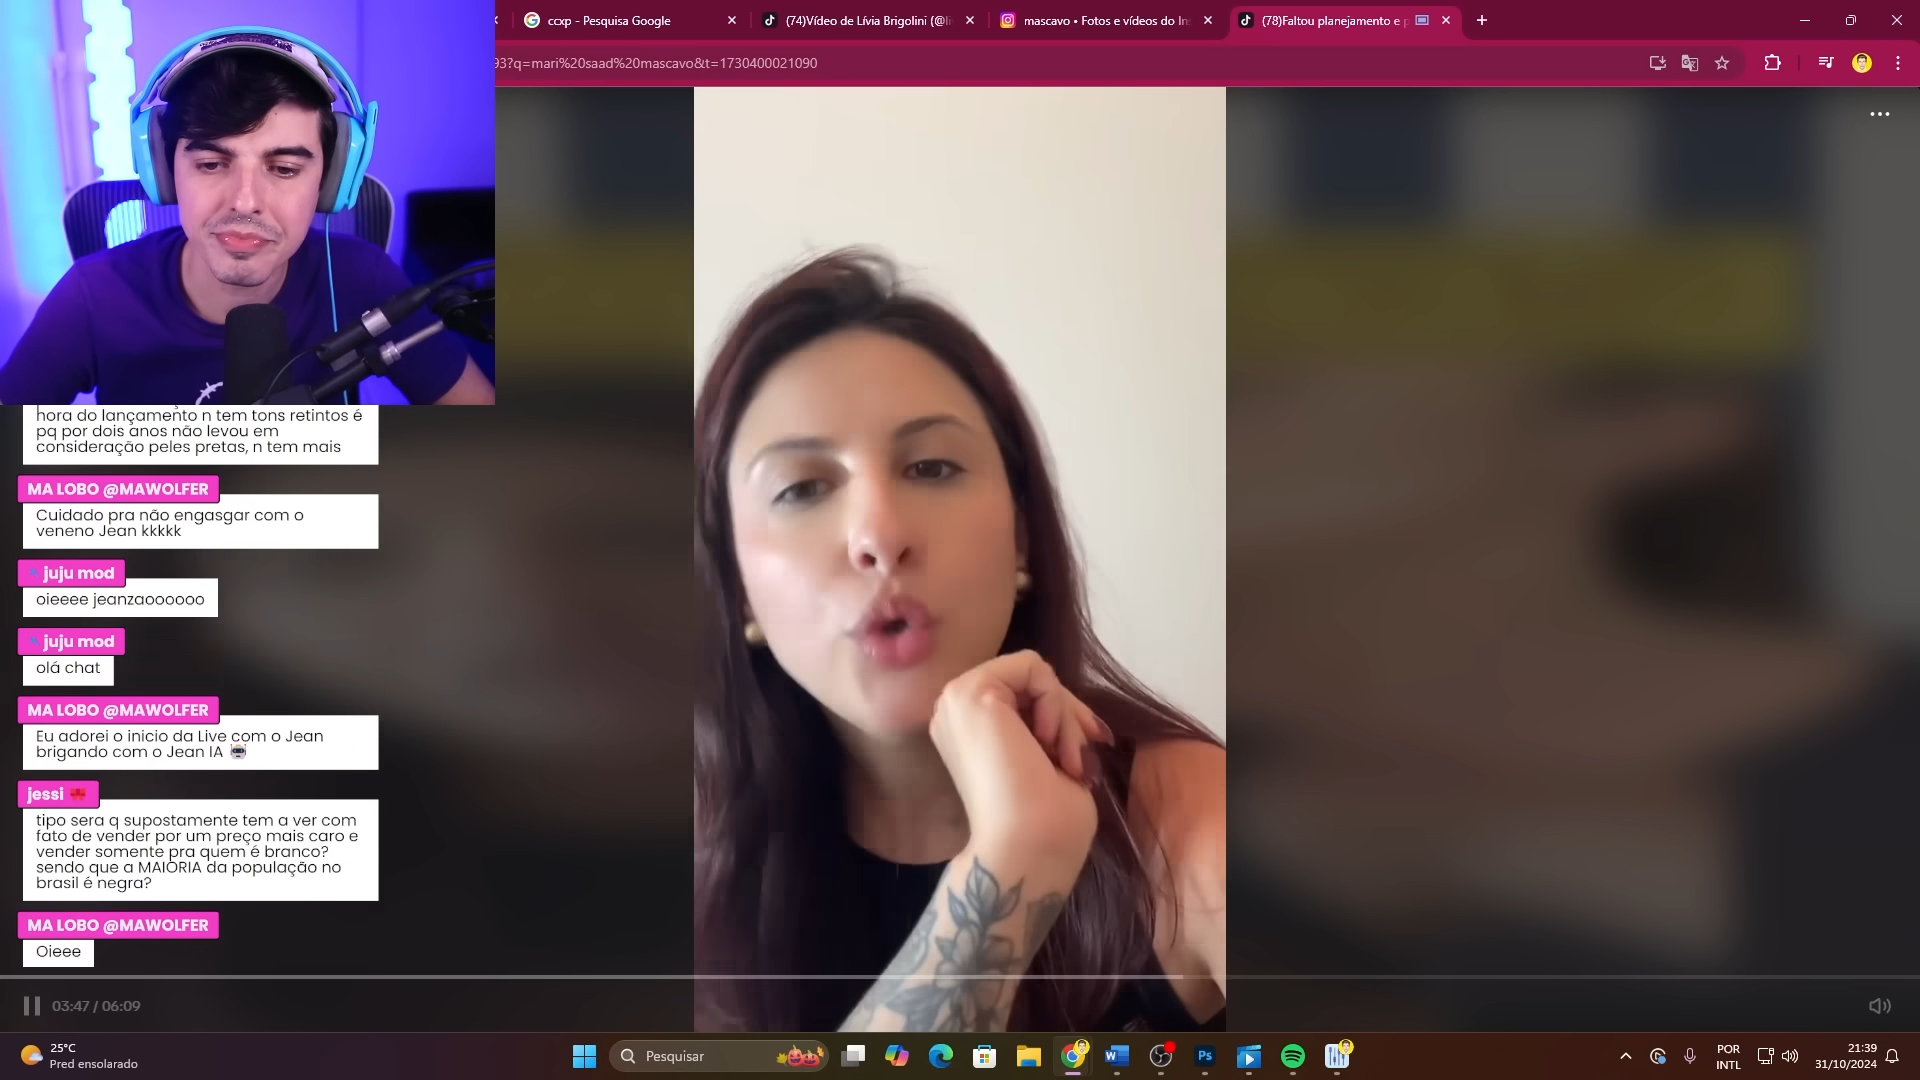 ccxp - Pesquisa Google
(74)Vídeo de Lívia Brigolini (@li
mascavo • Fotos e vídeos do In
(78)Faltou planejamento e p
93?q=mari%20saad%20mascavo&t=1730400021090
hora do lançamento n tem tons retintos é
pq por dois anos não levou em
consideração peles pretas, n tem mais
MA LOBO @MAWOLFER
Cuidado pra não engasgar com o
veneno Jean kkkkk
juju mod
oieeee jeanzaoooooo
juju mod
olá chat
MA LOBO @MAWOLFER
Eu adorei o inicio da Live com o Jean
brigando com o Jean IA
jessi
tipo sera q supostamente tem a ver com
fato de vender por um preço mais caro e
vender somente pra quem é branco?
sendo que a MAIORIA da população no
brasil é negra?
MA LOBO @MAWOLFER
Oieee
03:47 / 06:09
25°C
Pred ensolarado
Pesquisar
W
Ps
POR
INTL
21:39
31/10/2024